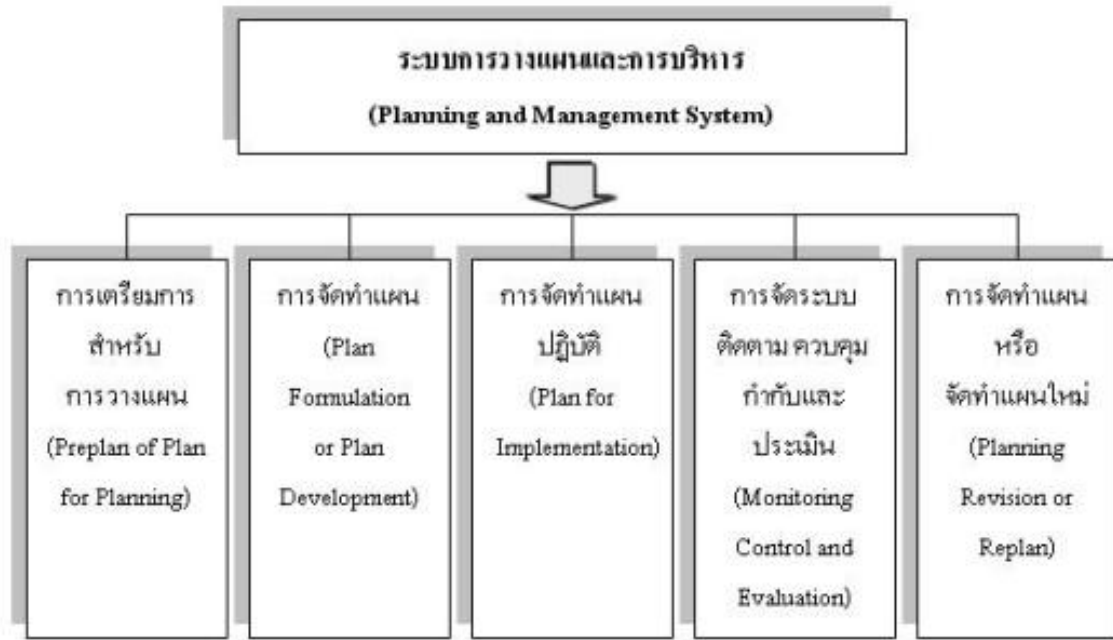 ระบบการวางแผนและการบริหาร
(Planning and Management System)
การเตรียมการ
สำหรับ
การวางแผน
(Preplan of Plan
for Planning)
การจัดทำแผน
(Plan
Formulation
or Plan
Development)
การจัดทำแผน
ปฏิบัติ
(Plan for
Implementation)
การจัดระบบ
ติดตาม ควบคุม
กำกับและ
ประเมิน
(Monitoring
Control and
Evaluation)
การจัดทำแผน
หรือ
จัดทำแผนใหม่
(Planning
Revision or
Replan)